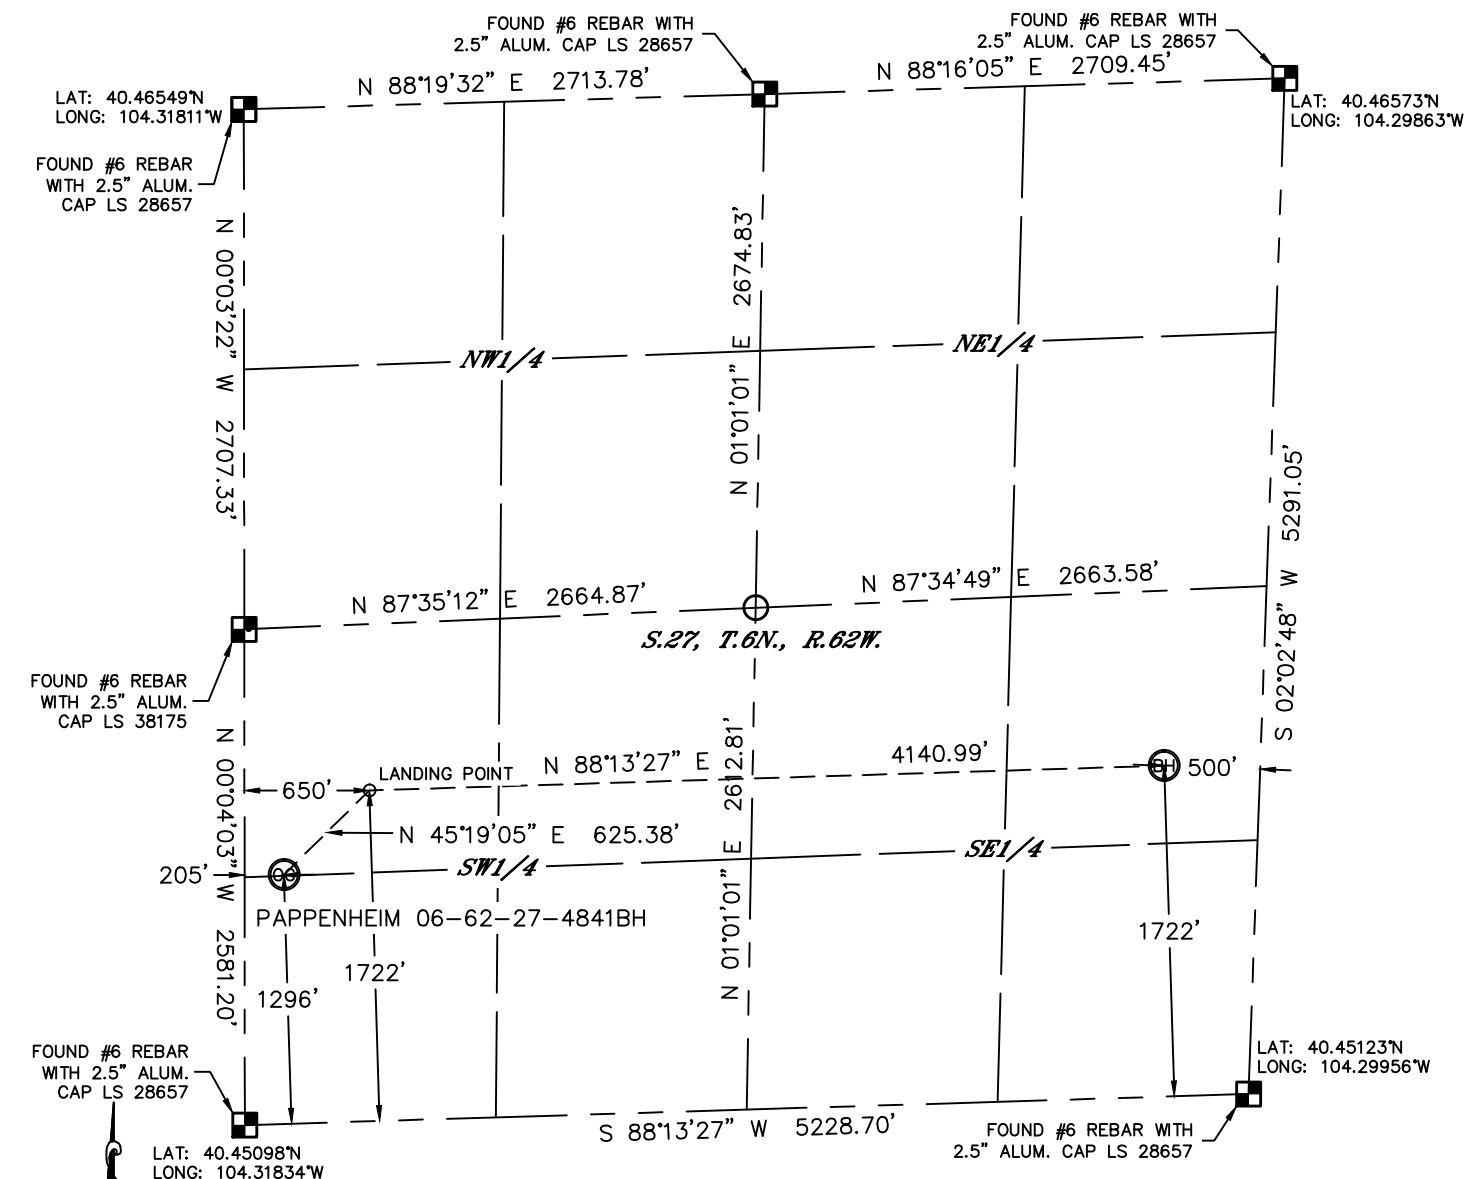 FOUND #6 REBAR WITH
2.5" ALUM. CAP LS 28657
FOUND #6 REBAR WITH
2.5" ALUM. CAP LS 28657
N 88°19'32" E 2713.78'
N 88°16'05" E 2709.45'
LAT: 40.46549°N
LONG: 104.31811°W
LAT: 40.46573°N
LONG: 104.29863°W
FOUND #6 REBAR
WITH 2.5" ALUM.
CAP LS 28657
N 00°03'22" W 2707.33'
N 01°01'01" E 2674.83'
NW1/4
NE1/4
S 02°02'48" W 5291.05'
N 87°35'12" E 2664.87'
N 87°34'49" E 2663.58'
S.27, T.6N., R.62W.
FOUND #6 REBAR
WITH 2.5" ALUM.
CAP LS 38175
N 00°04'03" W 2581.20'
N 01°01'01" E 2612.81'
650'
LANDING POINT
N 88°13'27" E 4140.99'
BH
500'
N 45°19'05" E 625.38'
205'
SW1/4
SE1/4
PAPPENHEIM 06-62-27-4841BH
1296'
1722'
1722'
FOUND #6 REBAR
WITH 2.5" ALUM.
CAP LS 28657
LAT: 40.45123°N
LONG: 104.29956°W
S 88°13'27" W 5228.70'
FOUND #6 REBAR WITH
2.5" ALUM. CAP LS 28657
LAT: 40.45098°N
LONG: 104.31834°W